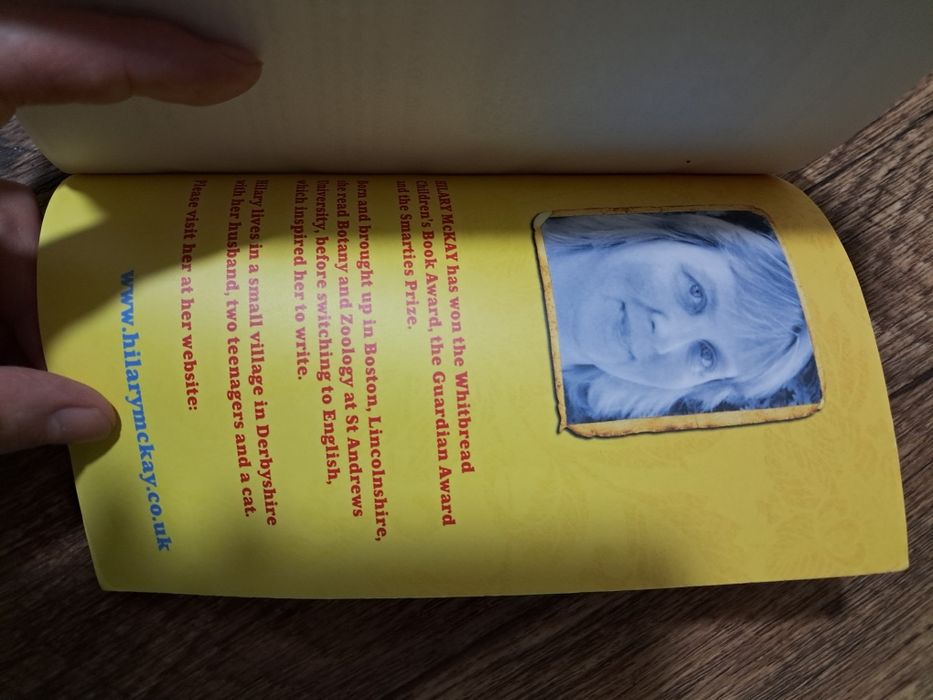 HILARY McKAY has won the Whitbread
Children's Book Award, the Guardian Award
and the Smarties Prize.
Born and brought up in Boston, Lincolnshire,
she read Botany and Zoology at St Andrews
University, before switching to English,
which inspired her to write.
Hilary lives in a small village in Derbyshire
with her husband, two teenagers and a cat.
Please visit her at her website:
www.hilarymckay.co.uk